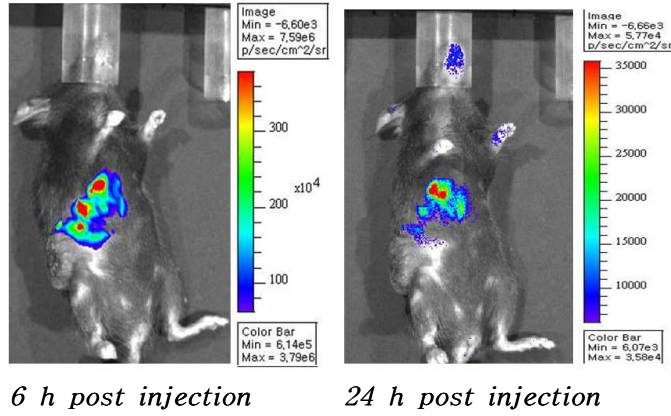 Image
Min = -6,60e3
Max = 7,59e6
p/sec/cm^2/sr
300
x10^4
200
100
Color Bar
Min = 6,14e5
Max = 3,79e6
6 h post injection
Image
Min = -6,66e3
Max = 5,77e4
p/sec/cm^2/sr
35000
30000
25000
20000
15000
10000
Color Bar
Min = 6,07e3
Max = 3,58e4
24 h post injection